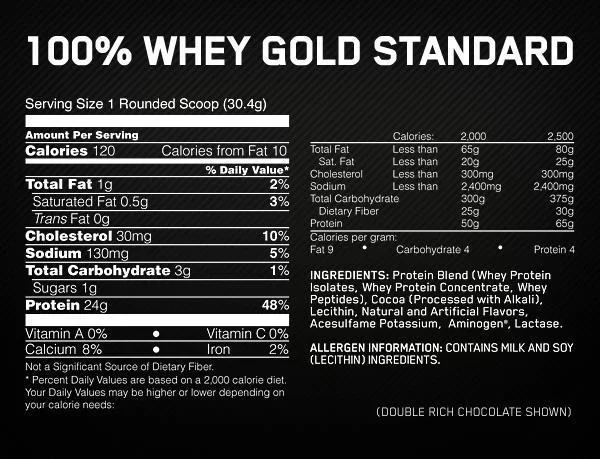 100% WHEY GOLD STANDARD
Serving Size 1 Rounded Scoop (30.4g)
Amount Per Serving
Calories 120 Calories from Fat 10
% Daily Value*
Total Fat 1g 2%
Saturated Fat 0.5g 3%
Trans Fat 0g
Cholesterol 30mg 10%
Sodium 130mg 5%
Total Carbohydrate 3g 1%
Sugars 1g
Protein 24g 48%
Vitamin A 0% • Vitamin C 0%
Calcium 8% • Iron 2%
Not a Significant Source of Dietary Fiber.
* Percent Daily Values are based on a 2,000 calorie diet.
Your Daily Values may be higher or lower depending on
your calorie needs:
Calories: 2,000 2,500
Total Fat Less than 65g 80g
Sat. Fat Less than 20g 25g
Cholesterol Less than 300mg 300mg
Sodium Less than 2,400mg 2,400mg
Total Carbohydrate 300g 375g
Dietary Fiber 25g 30g
Protein 50g 65g
Calories per gram:
Fat 9 • Carbohydrate 4 • Protein 4
INGREDIENTS: Protein Blend (Whey Protein
Isolates, Whey Protein Concentrate, Whey
Peptides), Cocoa (Processed with Alkali),
Lecithin, Natural and Artificial Flavors,
Acesulfame Potassium, Aminogen®, Lactase.
ALLERGEN INFORMATION: CONTAINS MILK AND SOY
(LECITHIN) INGREDIENTS.
(DOUBLE RICH CHOCOLATE SHOWN)